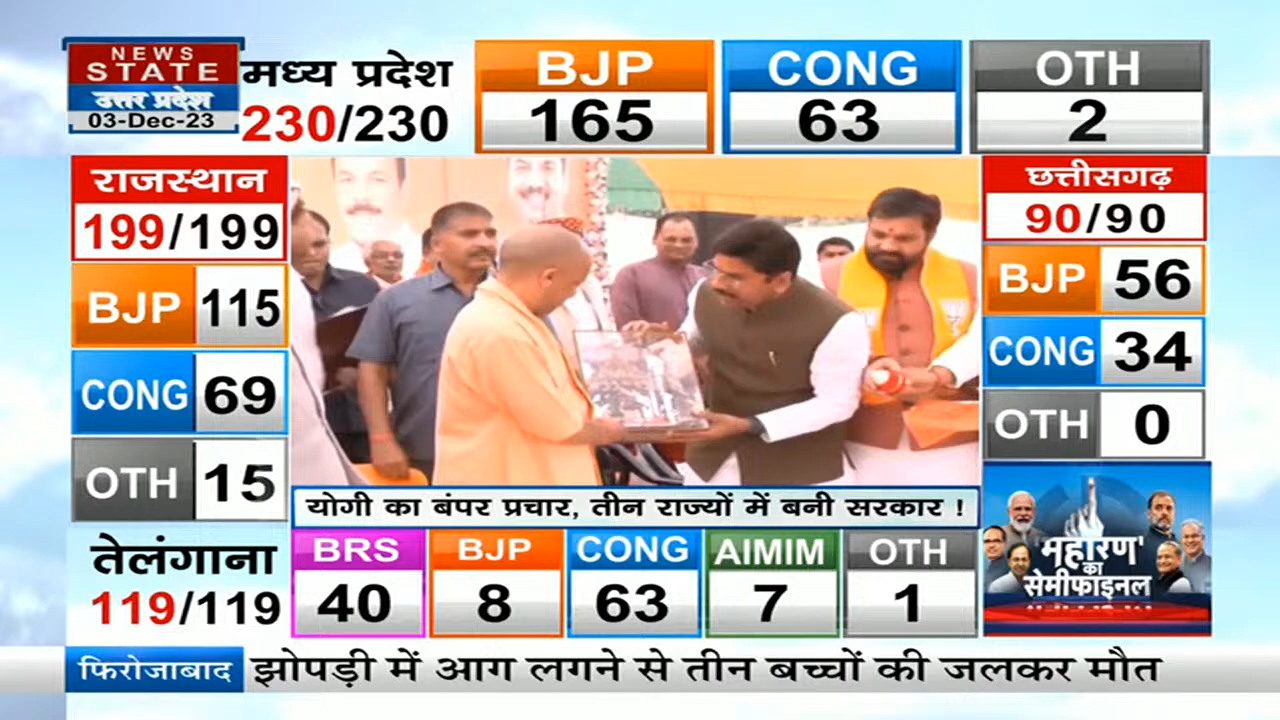 NEWS
STATE
उत्तर प्रदेश
03-Dec-23
मध्य प्रदेश
230/230
BJP
165
CONG
63
OTH
2
राजस्थान
199/199
BJP 115
CONG 69
OTH 15
छत्तीसगढ़
90/90
BJP 56
CONG 34
OTH 0
योगी का बंपर प्रचार, तीन राज्यों में बनी सरकार !
तेलंगाना
119/119
BRS
40
BJP
8
CONG
63
AIMIM
7
OTH
1
'महारण'
का
सेमीफाइनल
फिरोजाबाद झोपड़ी में आग लगने से तीन बच्चों की जलकर मौत